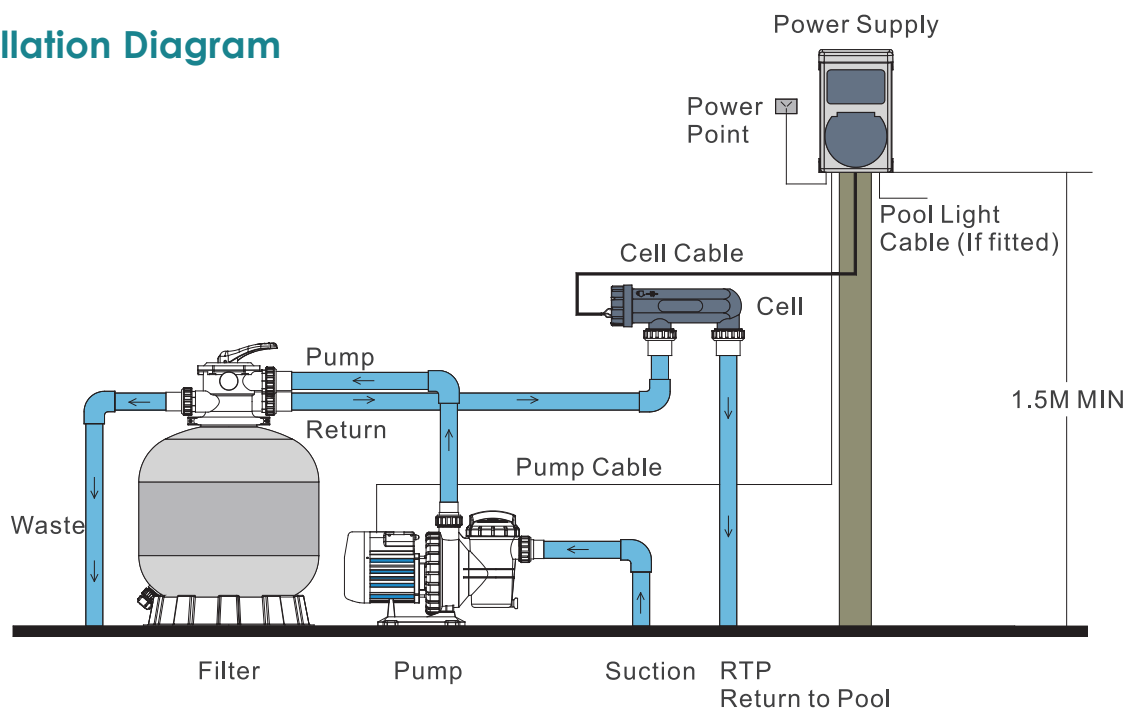 llation Diagram
Power Supply
Power
Point
Pool Light
Cable (If fitted)
Cell Cable
Cell
Pump
1.5M MIN
Return
Pump Cable
Waste
Filter
Pump
Suction
RTP
Return to Pool